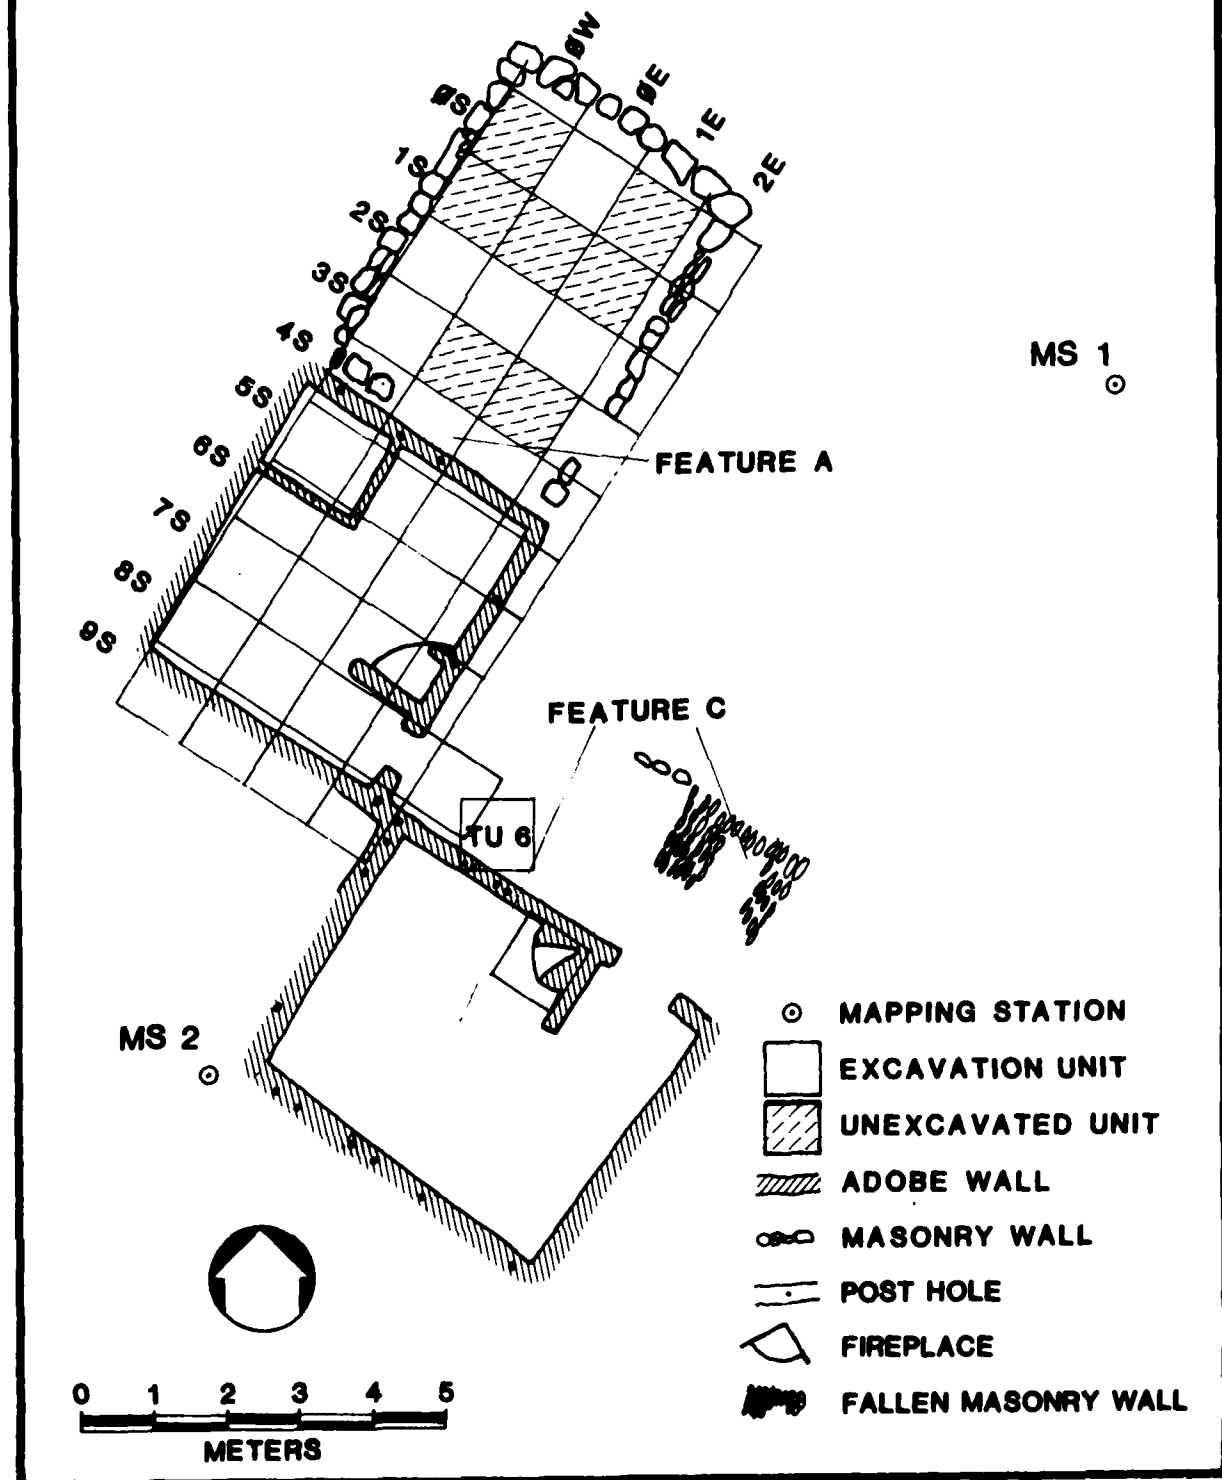 ØW
ØE
1E
2E
ØS
1S
2S
3S
4S
5S
6S
7S
8S
9S
MS 1
FEATURE A
FEATURE C
TU 6
MS 2
MAPPING STATION
EXCAVATION UNIT
UNEXCAVATED UNIT
ADOBE WALL
MASONRY WALL
POST HOLE
FIREPLACE
FALLEN MASONRY WALL
0 1 2 3 4 5
METERS